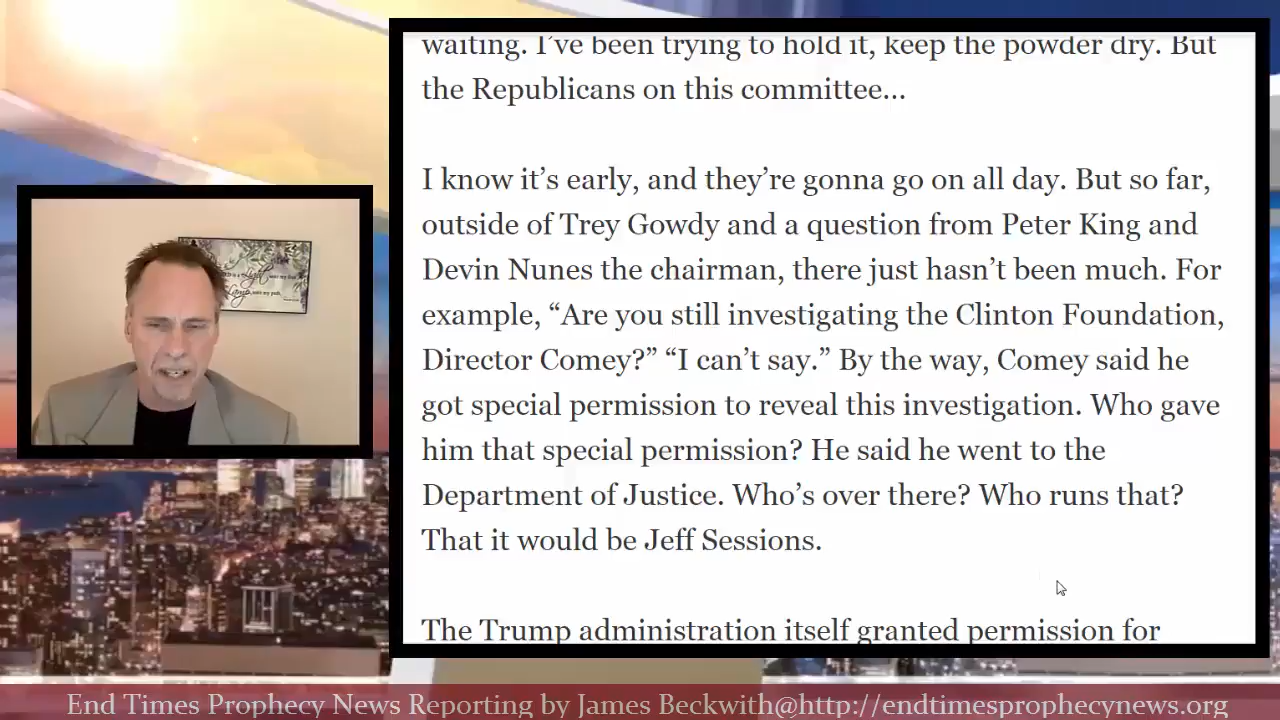 waiting. I’ve been trying to hold it, keep the powder dry. But
the Republicans on this committee...
I know it’s early, and they’re gonna go on all day. But so far,
outside of Trey Gowdy and a question from Peter King and
Devin Nunes the chairman, there just hasn’t been much. For
example, “Are you still investigating the Clinton Foundation,
Director Comey?” “I can’t say.” By the way, Comey said he
got special permission to reveal this investigation. Who gave
him that special permission? He said he went to the
Department of Justice. Who’s over there? Who runs that?
That it would be Jeff Sessions.
The Trump administration itself granted permission for
Light
Lamp
End Times Prophecy News Reporting by James Beckwith@http://endtimesprophecynews.org